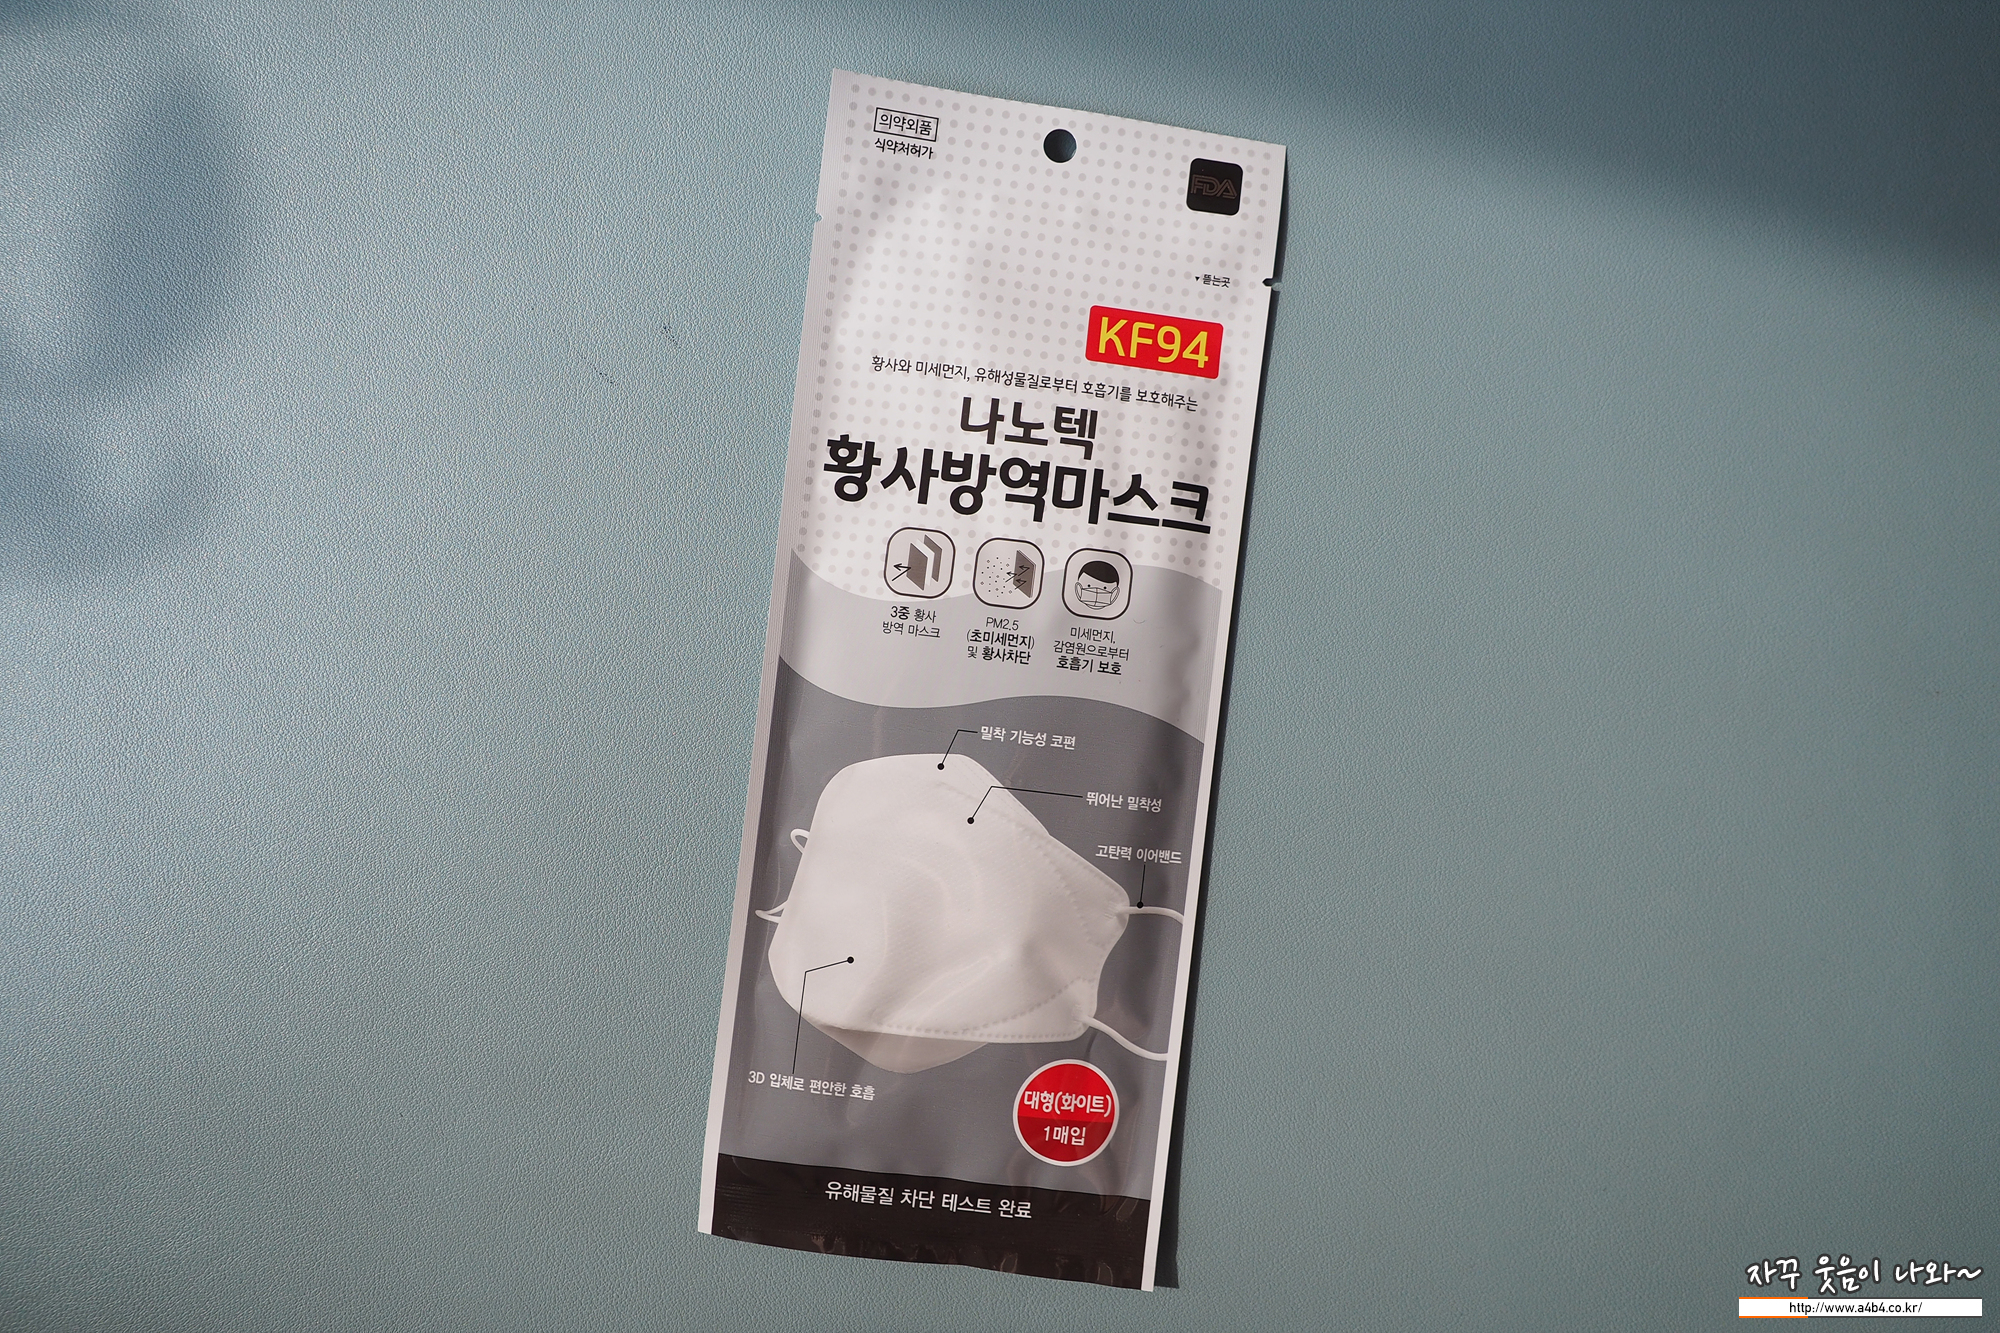 의약외품
식약처허가
FDA
▾뜯는곳
KF94
황사와 미세먼지, 유해성물질로부터 호흡기를 보호해주는
나노텍
황사방역마스크
3중 황사
방역 마스크
PM2.5
(초미세먼지)
및 황사차단
미세먼지,
감염원으로부터
호흡기 보호
밀착 기능성 코편
뛰어난 밀착성
고탄력 이어밴드
3D 입체로 편안한 호흡
대형(화이트)
1매입
유해물질 차단 테스트 완료
자꾸 웃음이 나와~
http://www.a4b4.co.kr/